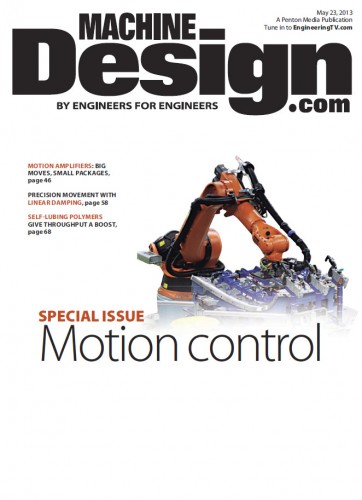 May 23, 2013
A Penton Media Publication
Tune in to EngineeringTV.com
MACHINE
Design
.com
BY ENGINEERS FOR ENGINEERS
MOTION AMPLIFIERS: BIG
MOVES, SMALL PACKAGES,
page 46
PRECISION MOVEMENT WITH
LINEAR DAMPING, page 58
SELF-LUBING POLYMERS
GIVE THROUGHPUT A BOOST,
page 68
SPECIAL ISSUE
Motion control